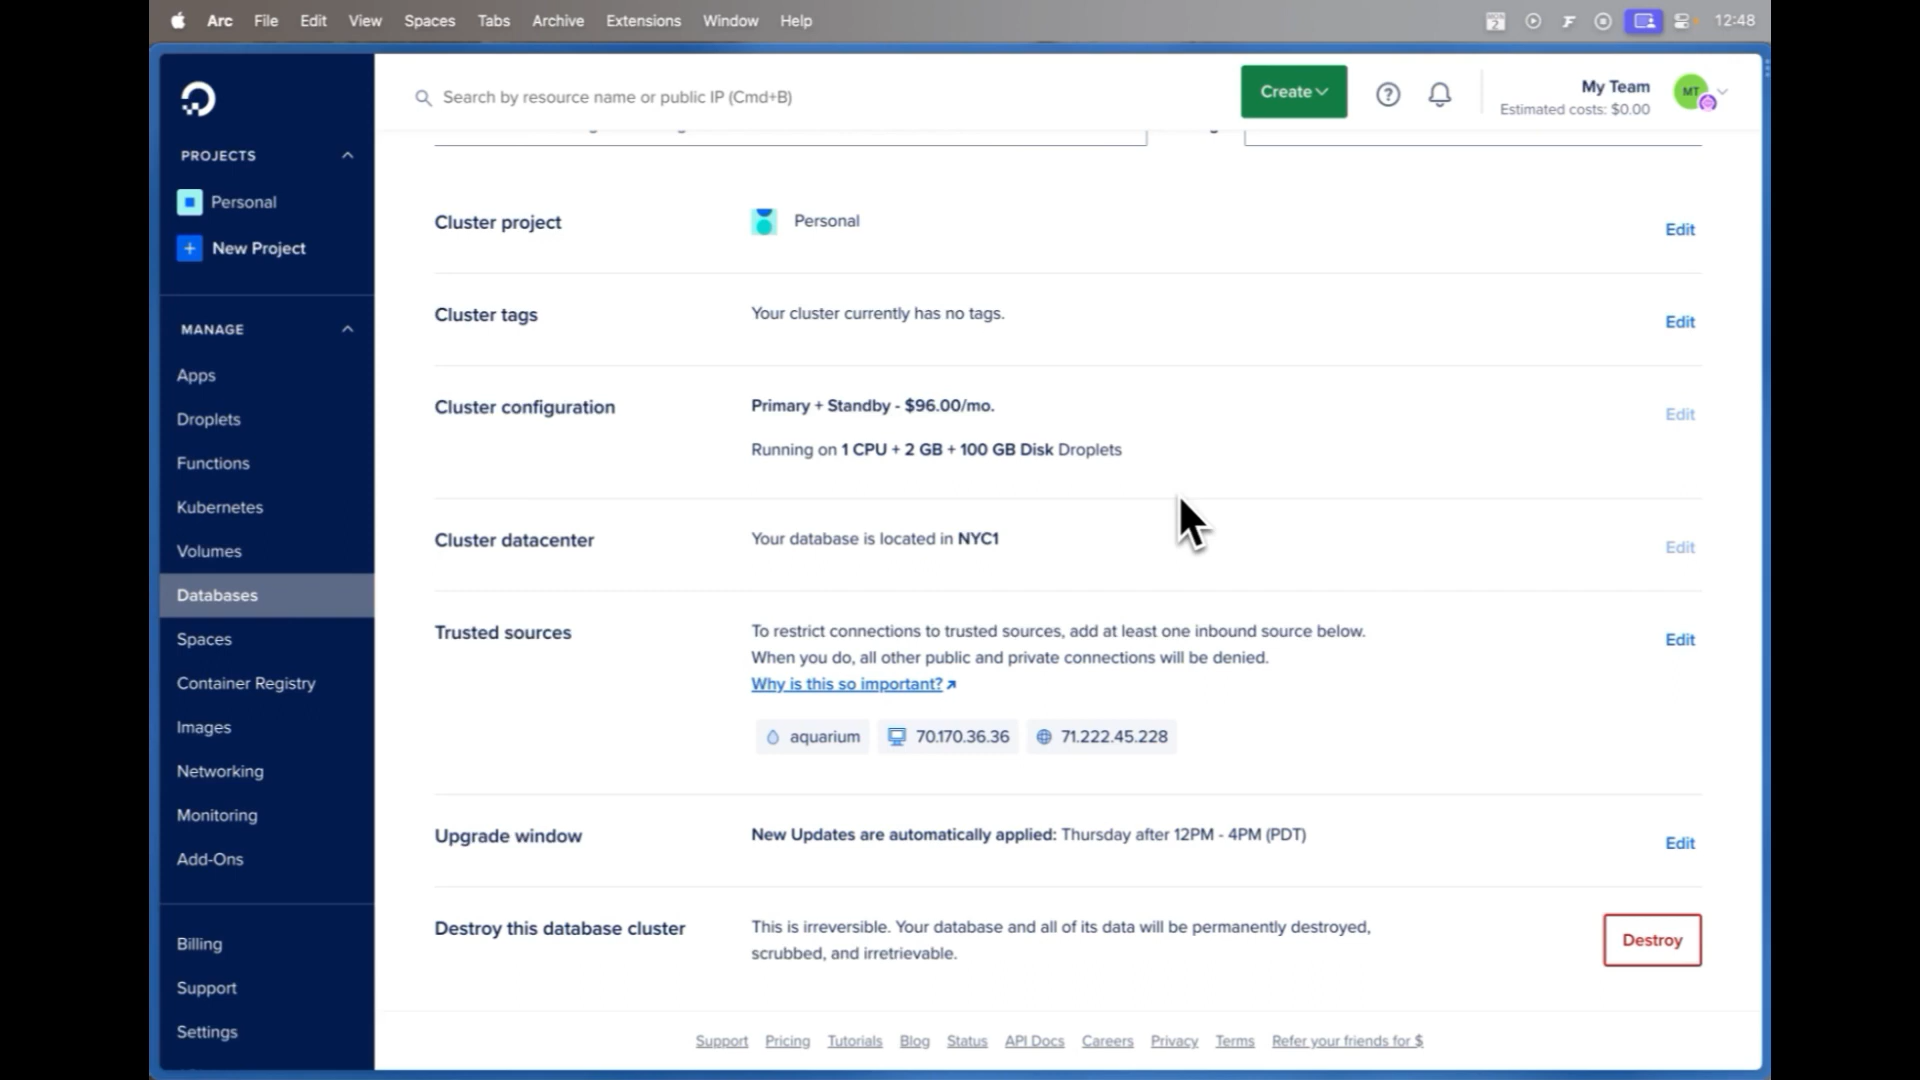 Arc File Edit View Spaces Tabs Archive Extensions Window Help
2
12:48
Search by resource name or public IP (Cmd+B)
Create
?
My Team
Estimated costs: $0.00
MT
PROJECTS
Personal
+ New Project
MANAGE
Apps
Droplets
Functions
Kubernetes
Volumes
Databases
Spaces
Container Registry
Images
Networking
Monitoring
Add-Ons
Billing
Support
Settings
Cluster project
Personal
Edit
Cluster tags
Your cluster currently has no tags.
Edit
Cluster configuration
Primary + Standby - $96.00/mo.
Edit
Running on 1 CPU + 2 GB + 100 GB Disk Droplets
Cluster datacenter
Your database is located in NYC1
Edit
Trusted sources
To restrict connections to trusted sources, add at least one inbound source below.
When you do, all other public and private connections will be denied.
Why is this so important?
Edit
aquarium
70.170.36.36
71.222.45.228
Upgrade window
New Updates are automatically applied: Thursday after 12PM - 4PM (PDT)
Edit
Destroy this database cluster
This is irreversible. Your database and all of its data will be permanently destroyed,
scrubbed, and irretrievable.
Destroy
Support Pricing Tutorials Blog Status API Docs Careers Privacy Terms Refer your friends for $